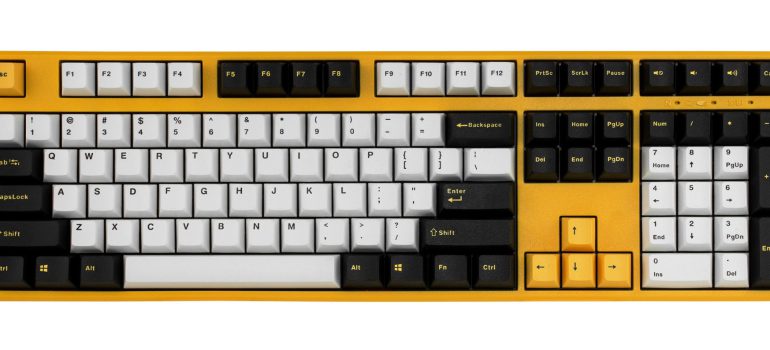 sc F1 F2 F3 F4 F5 F6 F7 F8 F9 F10 F11 F12 PrtSc ScrLk Pause
! @ # $ % ^ & * ( ) _ +
1 2 3 4 5 6 7 8 9 0 - = ←Backspace Ins Home PgUp Num / * -
sb Q W E R T Y U I O P { [ } ] | \ Del End PgDn 7 Home 8 ↑ 9 PgUp +
apsLock A S D F G H J K L : ; " ' Enter 4 ← 5 6 →
Shift Z X C V B N M < , > . ? / ⇧Shift ↑ 1 End 2 ↓ 3 PgDn
trl Alt Alt Fn Ctrl ← ↓ → 0 Ins . Del En